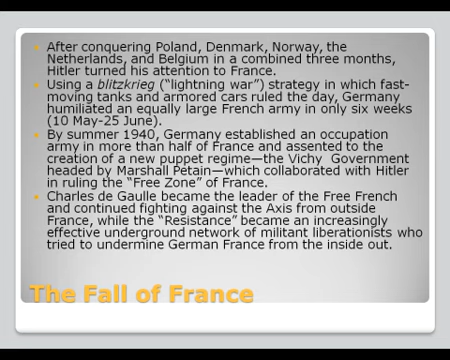 After conquering Poland, Denmark, Norway, the
Netherlands, and Belgium in a combined three months,
Hitler turned his attention to France.
Using a blitzkrieg (“lightning war”) strategy in which fast-
moving tanks and armored cars ruled the day, Germany
humiliated an equally large French army in only six weeks
(10 May-25 June).
By summer 1940, Germany established an occupation
army in more than half of France and assented to the
creation of a new puppet regime—the Vichy  Government
headed by Marshall Petain—which collaborated with Hitler
in ruling the “Free Zone” of France.
Charles de Gaulle became the leader of the Free French
and continued fighting against the Axis from outside
France, while the “Resistance” became an increasingly
effective underground network of militant liberationists who
tried to undermine German France from the inside out.
The Fall of France